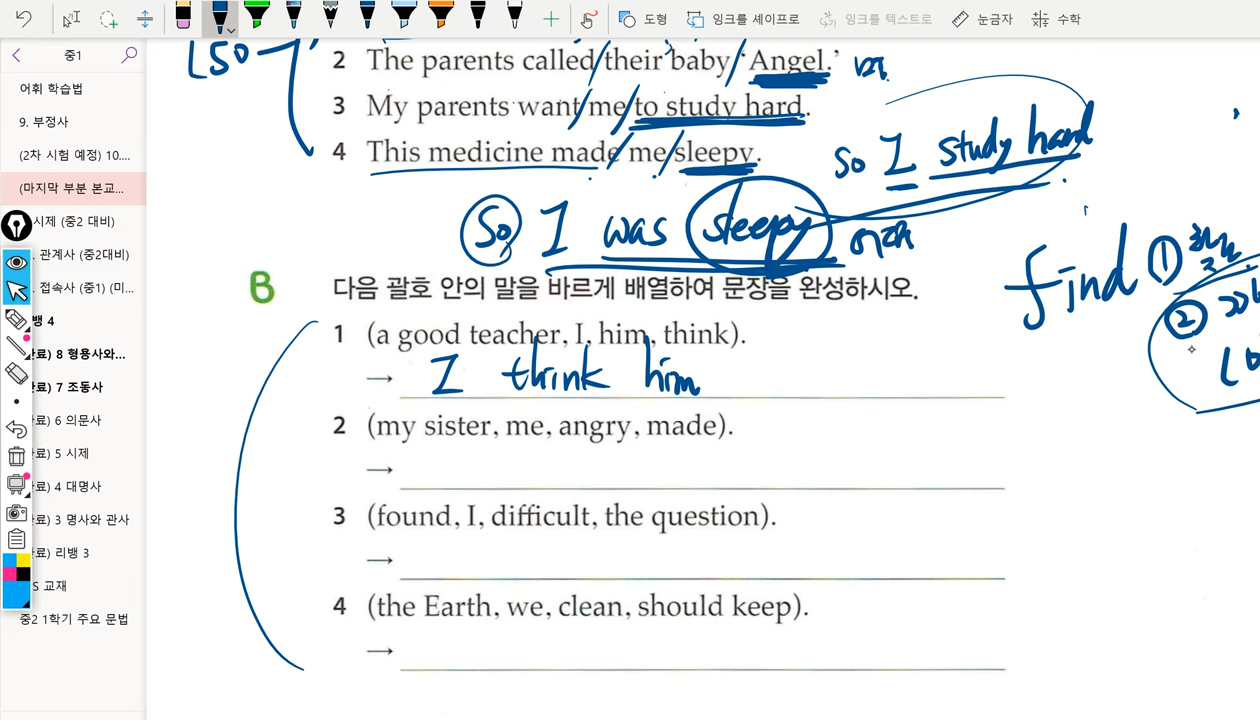 도형
잉크를 셰이프로
잉크를 텍스트로
눈금자
수학
중1
어휘 학습법
9. 부정사
(2차 시험 예정) 10....
(마지막 부분 본교...
시제 (중2 대비)
. 관계사 (중2대비)
. 접속사 (중1) (미...
뱅 4
료) 8 형용사와...
료) 7 조동사
료) 6 의문사
료) 5 시제
료) 4 대명사
료) 3 명사와 관사
료) 리뱅 3
S 교재
중2 1학기 주요 문법
2 The parents called their baby ‘Angel.’
3 My parents want me to study hard.
so I study hard
4 This medicine made me sleepy.
So I was sleepy
find ①
②
B 다음 괄호 안의 말을 바르게 배열하여 문장을 완성하시오.
1 (a good teacher, I, him, think).
→ I think him
2 (my sister, me, angry, made).
→
3 (found, I, difficult, the question).
→
4 (the Earth, we, clean, should keep).
→